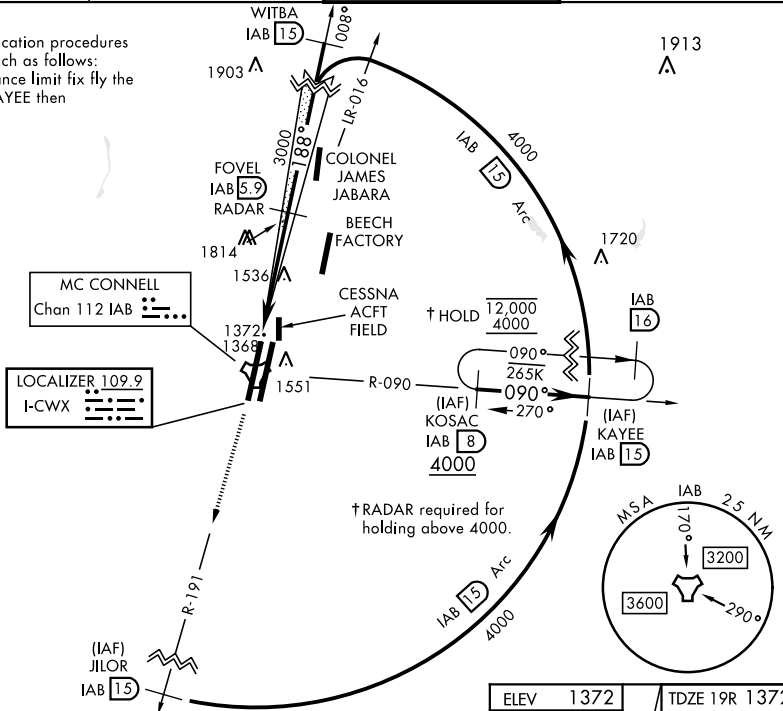 WITBA
IAB 15
008°
cation procedures
ch as follows:
ance limit fix fly the
AYEE then
1903
1913
LR-016
3000
188°
IAB 15 Arc
4000
FOVEL
IAB 5.9
RADAR
COLONEL
JAMES
JABARA
BEECH
FACTORY
1814
1536
1720
MC CONNELL
Chan 112 IAB
CESSNA
ACFT
FIELD
† HOLD 12,000
4000
IAB
16
1372
1368
1551
LOCALIZER 109.9
I-CWX
R-090
090°
265K
090°
270°
(IAF)
KOSAC
IAB 8
4000
(IAF)
KAYEE
IAB 15
† RADAR required for
holding above 4000.
MSA IAB 25 NM
170°
3200
3600
290°
R-191
IAB 15 Arc
4000
(IAF)
JILOR
IAB 15
ELEV 1372
TDZE 19R 1372